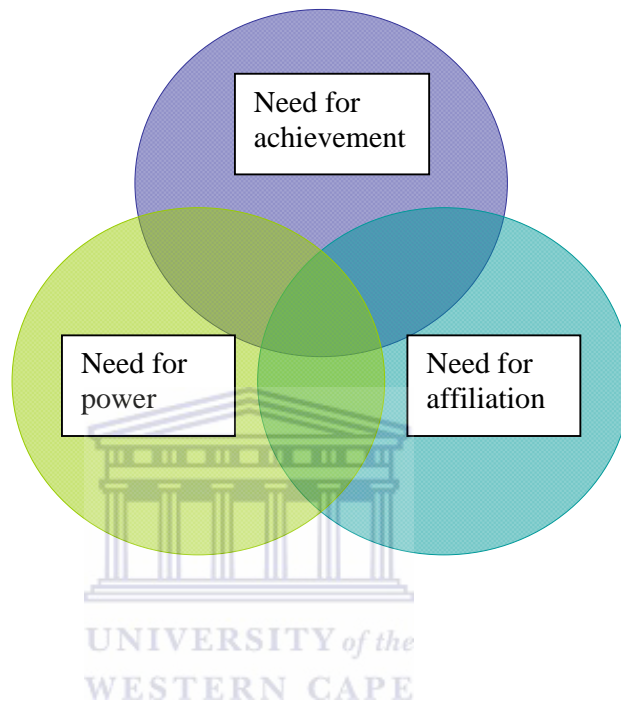 Need for
achievement
Need for
power
Need for
affiliation
UNIVERSITY of the
WESTERN CAPE